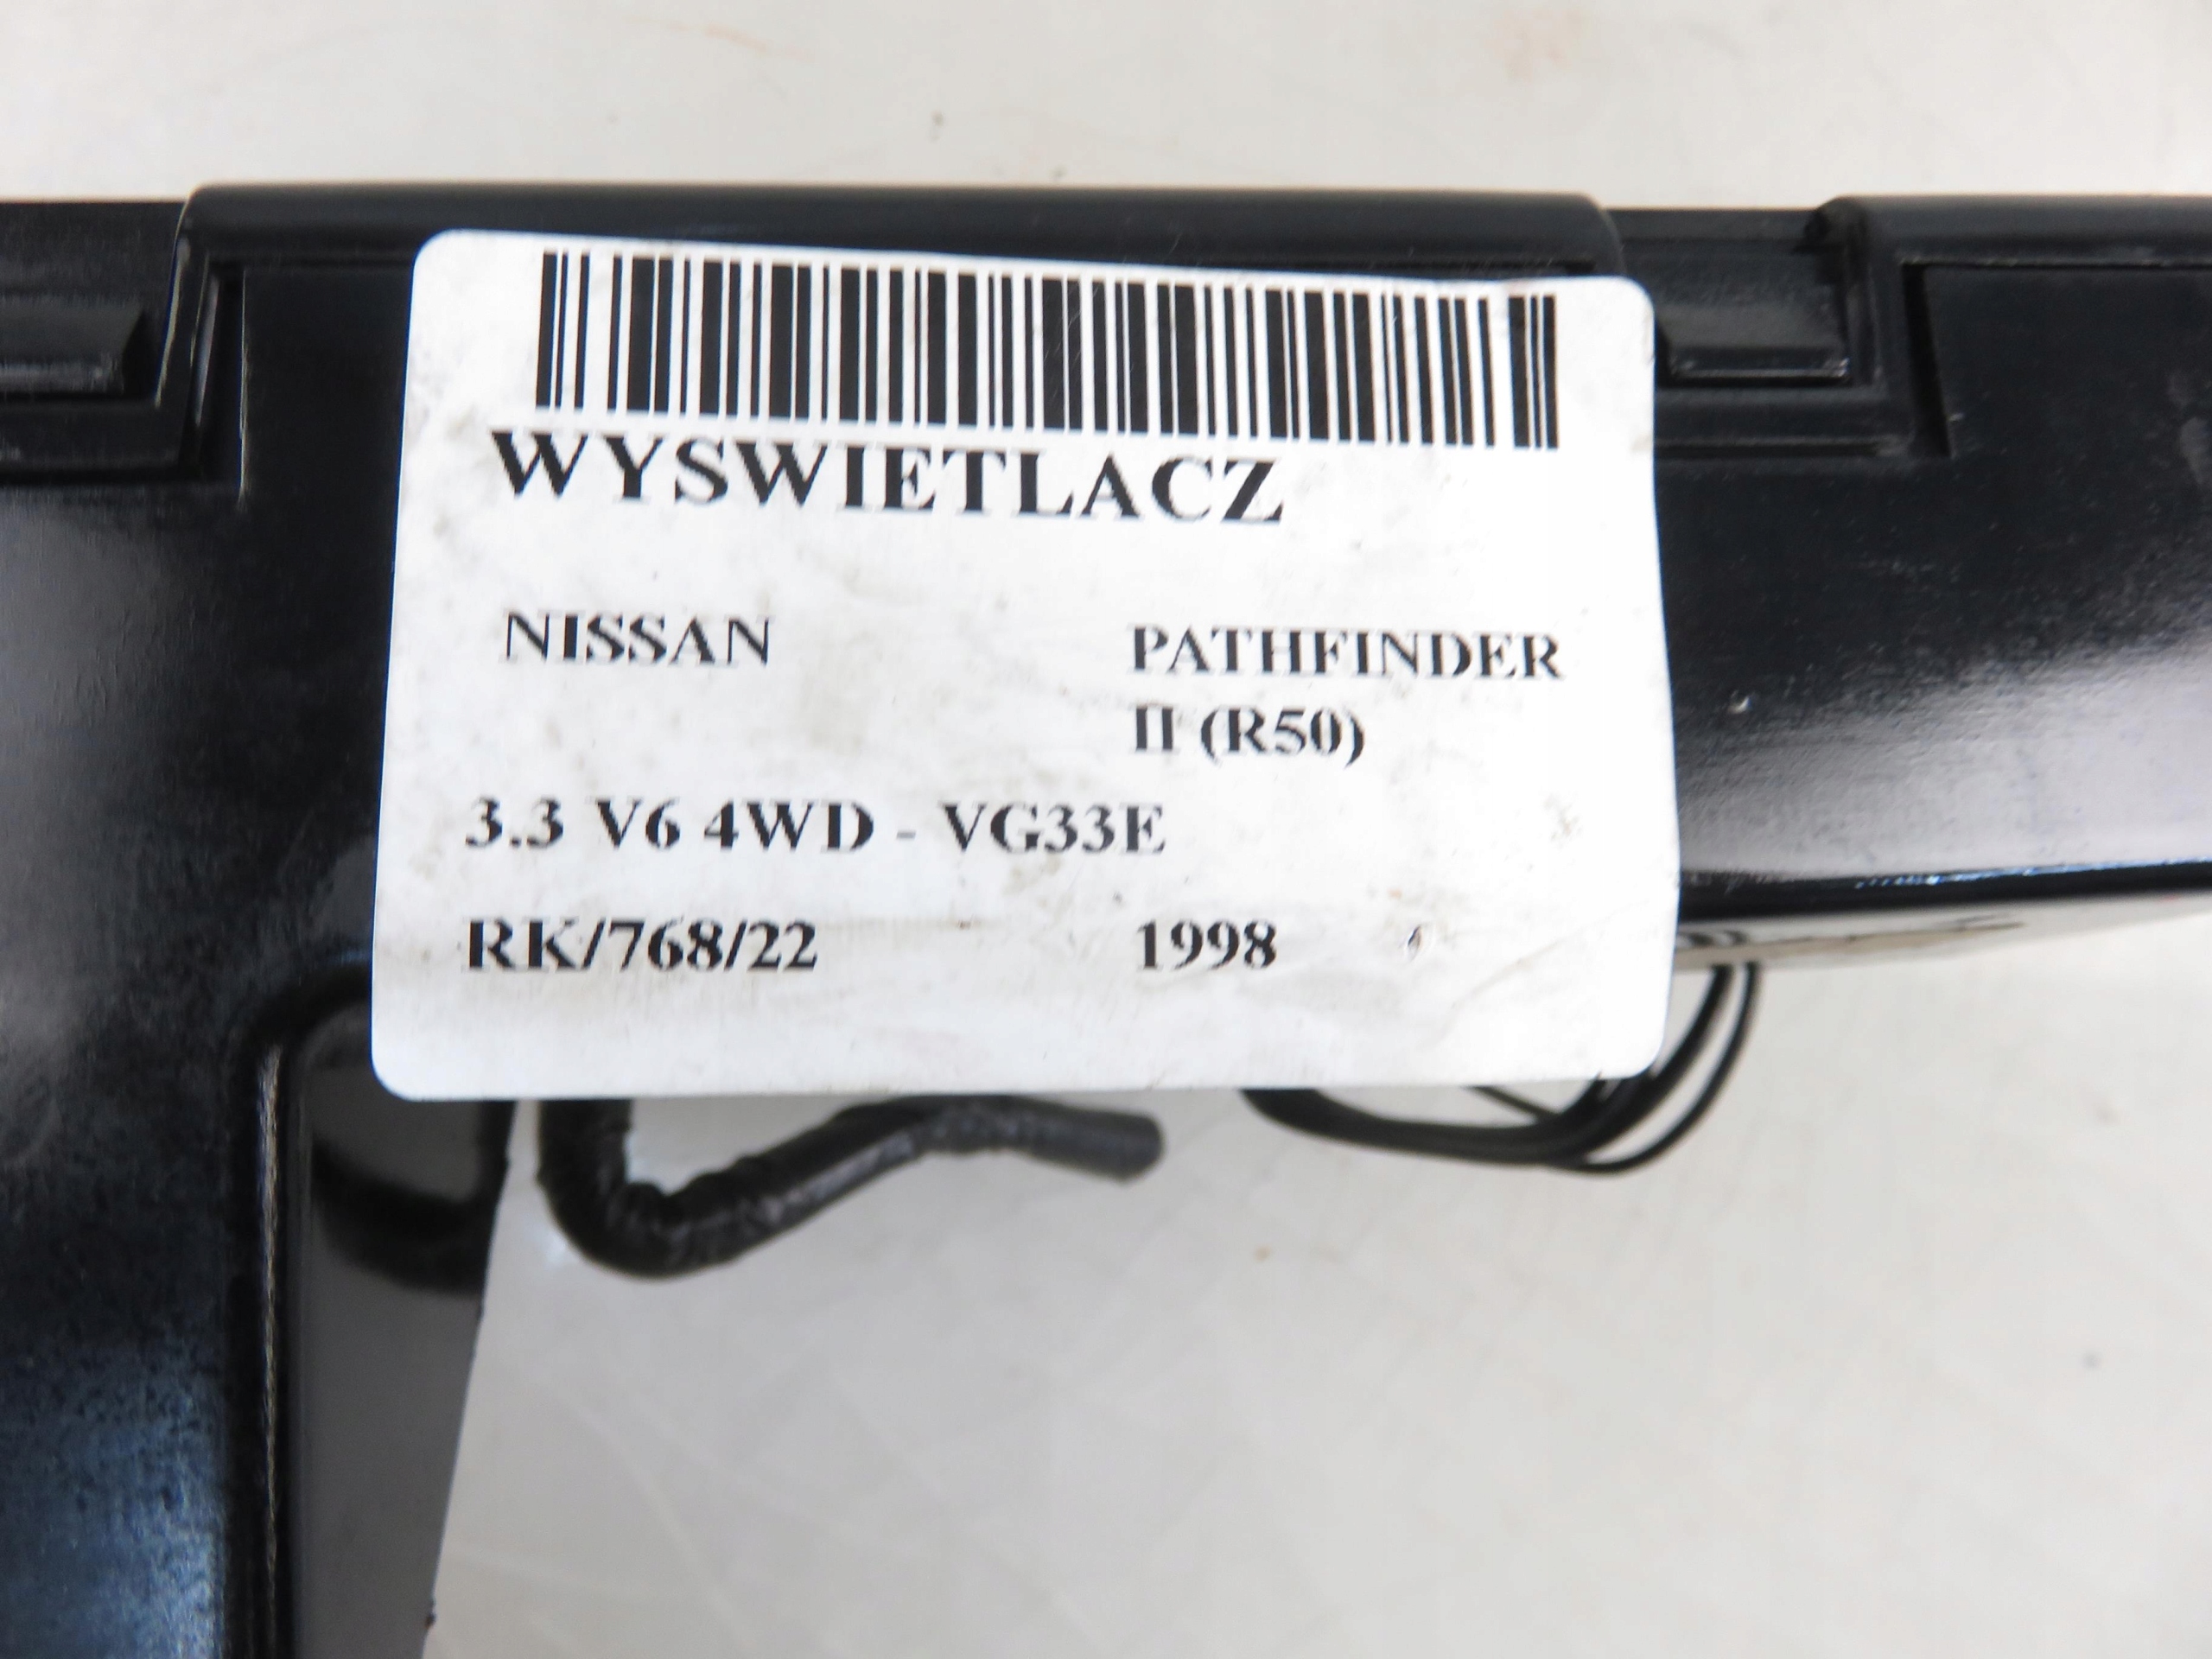 WYSWIETLACZ
NISSAN PATHFINDER
II (R50)
3.3 V6 4WD - VG33E
RK/768/22 1998